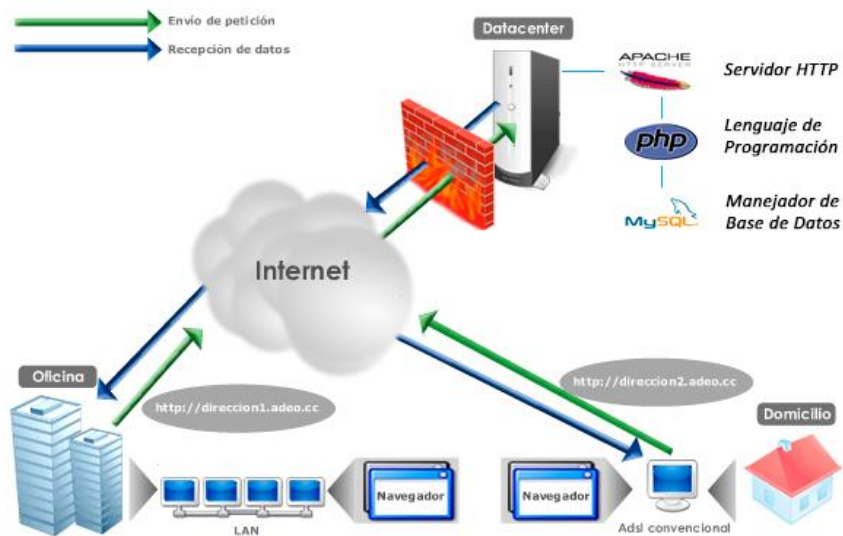 Envío de petición
Recepción de datos
Datacenter
APACHE
HTTP SERVER
Servidor HTTP
php
Lenguaje de
Programación
MySQL
Manejador de
Base de Datos
Internet
Oficina
http://direccion1.adeo.cc
http://direccion2.adeo.cc
Domicilio
Navegador
LAN
Navegador
Adsl convencional